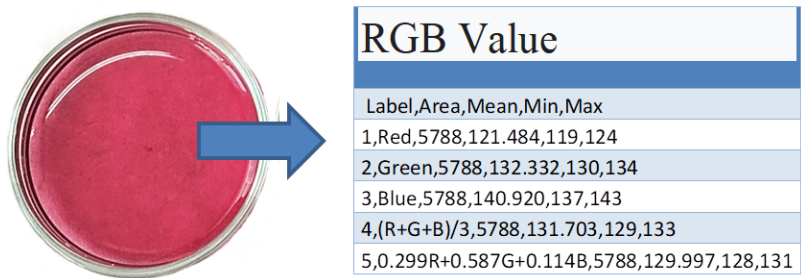 RGB Value
Label,Area,Mean,Min,Max
1,Red,5788,121.484,119,124
2,Green,5788,132.332,130,134
3,Blue,5788,140.920,137,143
4,(R+G+B)/3,5788,131.703,129,133
5,0.299R+0.587G+0.114B,5788,129.997,128,131